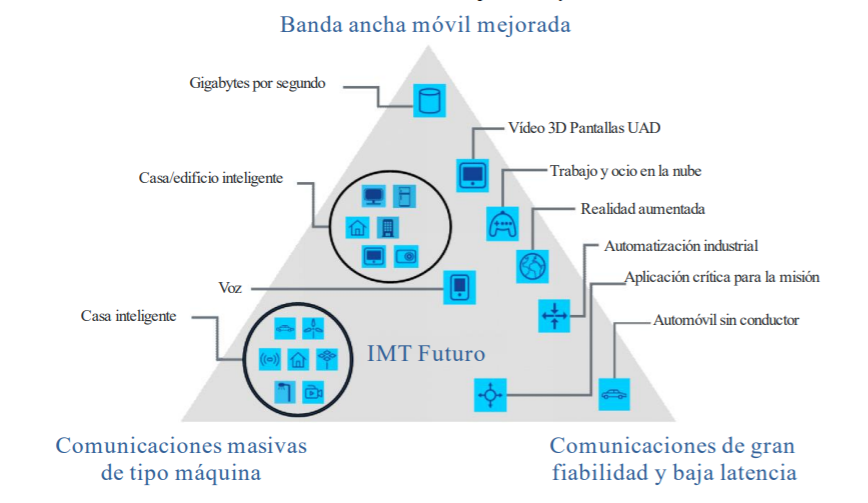 Banda ancha móvil mejorada
Gigabytes por segundo
Vídeo 3D Pantallas UAD
Trabajo y ocio en la nube
Casa/edificio inteligente
Realidad aumentada
Automatización industrial
Aplicación crítica para la misión
Voz
Casa inteligente
Automóvil sin conductor
IMT Futuro
Comunicaciones masivas
de tipo máquina
Comunicaciones de gran
fiabilidad y baja latencia